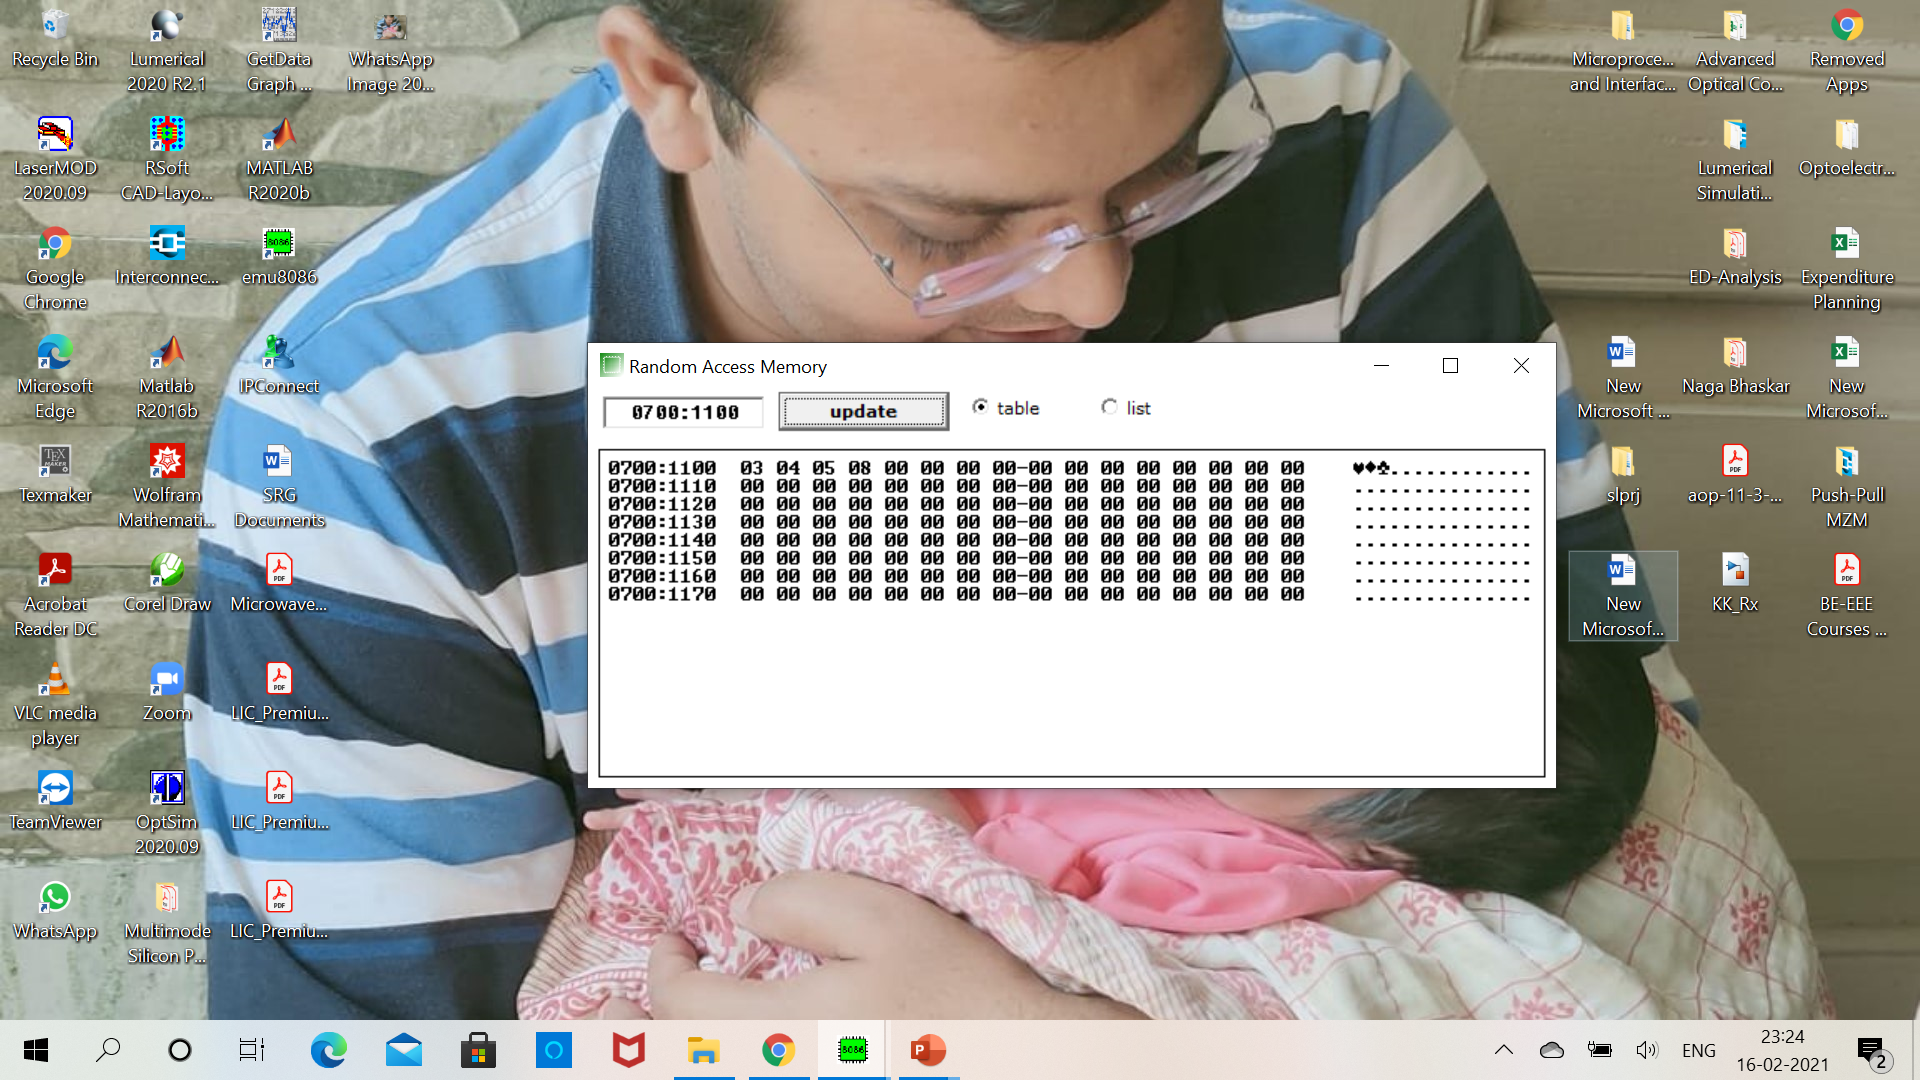 Recycle Bin
Lumerical
2020 R2.1
GetData
Graph ...
WhatsApp
Image 20...
LaserMOD
2020.09
RSoft
CAD-Layo...
MATLAB
R2020b
Google
Chrome
Interconnec...
emu8086
Microsoft
Edge
Matlab
R2016b
IPConnect
Texmaker
Wolfram
Mathemati...
SRG
Documents
Acrobat
Reader DC
Corel Draw
Microwave...
VLC media
player
Zoom
LIC_Premiu...
TeamViewer
OptSim
2020.09
LIC_Premiu...
WhatsApp
Multimode
Silicon P...
LIC_Premiu...
Random Access Memory
0700:1100
update
table
list
0700:1100 03 04 05 08 00 00 00 00-00 00 00 00 00 00 00 00 ♥♦♣............
0700:1110 00 00 00 00 00 00 00 00-00 00 00 00 00 00 00 00 ...............
0700:1120 00 00 00 00 00 00 00 00-00 00 00 00 00 00 00 00 ...............
0700:1130 00 00 00 00 00 00 00 00-00 00 00 00 00 00 00 00 ...............
0700:1140 00 00 00 00 00 00 00 00-00 00 00 00 00 00 00 00 ...............
0700:1150 00 00 00 00 00 00 00 00-00 00 00 00 00 00 00 00 ...............
0700:1160 00 00 00 00 00 00 00 00-00 00 00 00 00 00 00 00 ...............
0700:1170 00 00 00 00 00 00 00 00-00 00 00 00 00 00 00 00 ...............
Microproce...
and Interfac...
Advanced
Optical Co...
Removed
Apps
Lumerical
Simulati...
Optoelectr...
ED-Analysis
Expenditure
Planning
New
Microsoft ...
Naga Bhaskar
New
Microsof...
slprj
aop-11-3-...
Push-Pull
MZM
New
Microsof...
KK_Rx
BE-EEE
Courses ...
ENG
23:24
16-02-2021
2